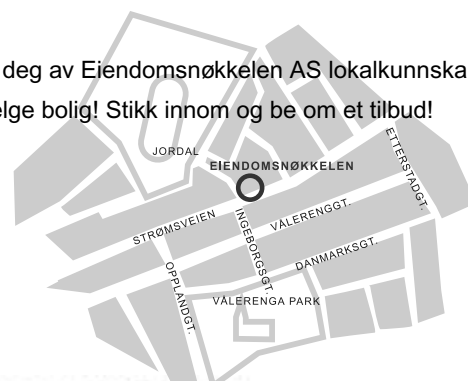 deg av Eiendomsnøkkelen AS lokalkunnska
elge bolig! Stikk innom og be om et tilbud!
JORDAL
EIENDOMSNØKKELEN
ETTERSTADGT.
STRØMSVEIEN
INGEBORGSGT.
VÅLERENGGT.
DANMARKSGT.
OPPLANDGT.
VÅLERENGA PARK